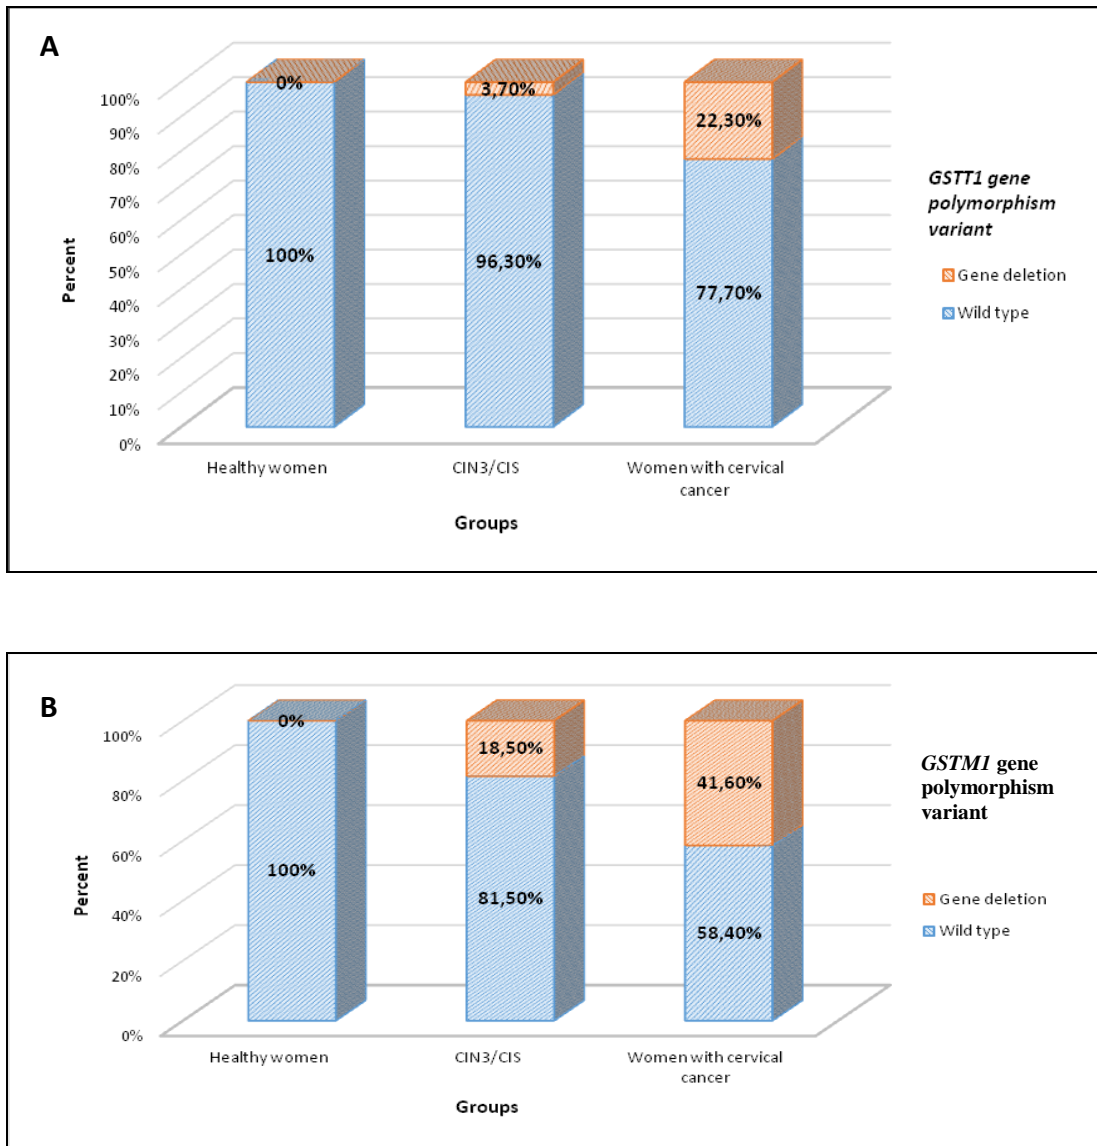 A
100%
90%
80%
70%
60%
50%
40%
30%
20%
10%
0%
Percent
0%
100%
3,70%
96,30%
22,30%
77,70%
Healthy women
CIN3/CIS
Women with cervical
cancer
Groups
GSTT1 gene
polymorphism
variant
Gene deletion
Wild type
B
100%
80%
60%
40%
20%
0%
Percent
0%
100%
18,50%
81,50%
41,60%
58,40%
Healthy women
CIN3/CIS
Women with cervical
cancer
Groups
GSTM1 gene
polymorphism
variant
Gene deletion
Wild type